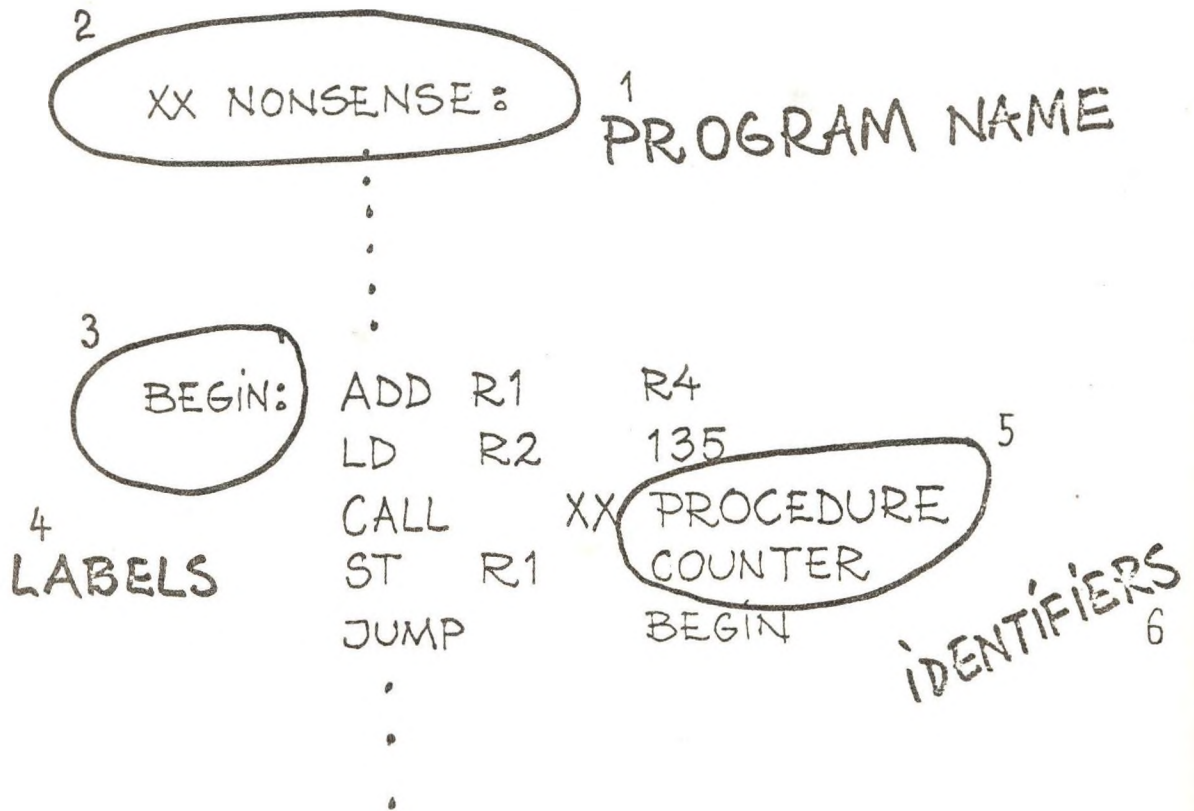 2
XX NONSENSE:
1
PROGRAM NAME
3
BEGIN: ADD R1 R4
LD R2 135
5
CALL XX PROCEDURE
4
LABELS
ST R1 COUNTER
JUMP BEGIN
IDENTIFIERS
6